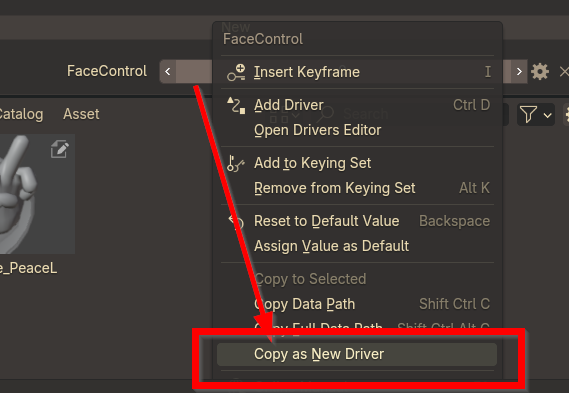 New
FaceControl
FaceControl
Insert Keyframe I
Catalog Asset
Add Driver Ctrl D
Search
Open Drivers Editor
Add to Keying Set
Remove from Keying Set Alt K
Reset to Default Value Backspace
Assign Value as Default
e_PeaceL
Copy to Selected
Copy Data Path Shift Ctrl C
Copy Full Data Path Shift Ctrl Alt C
Copy as New Driver